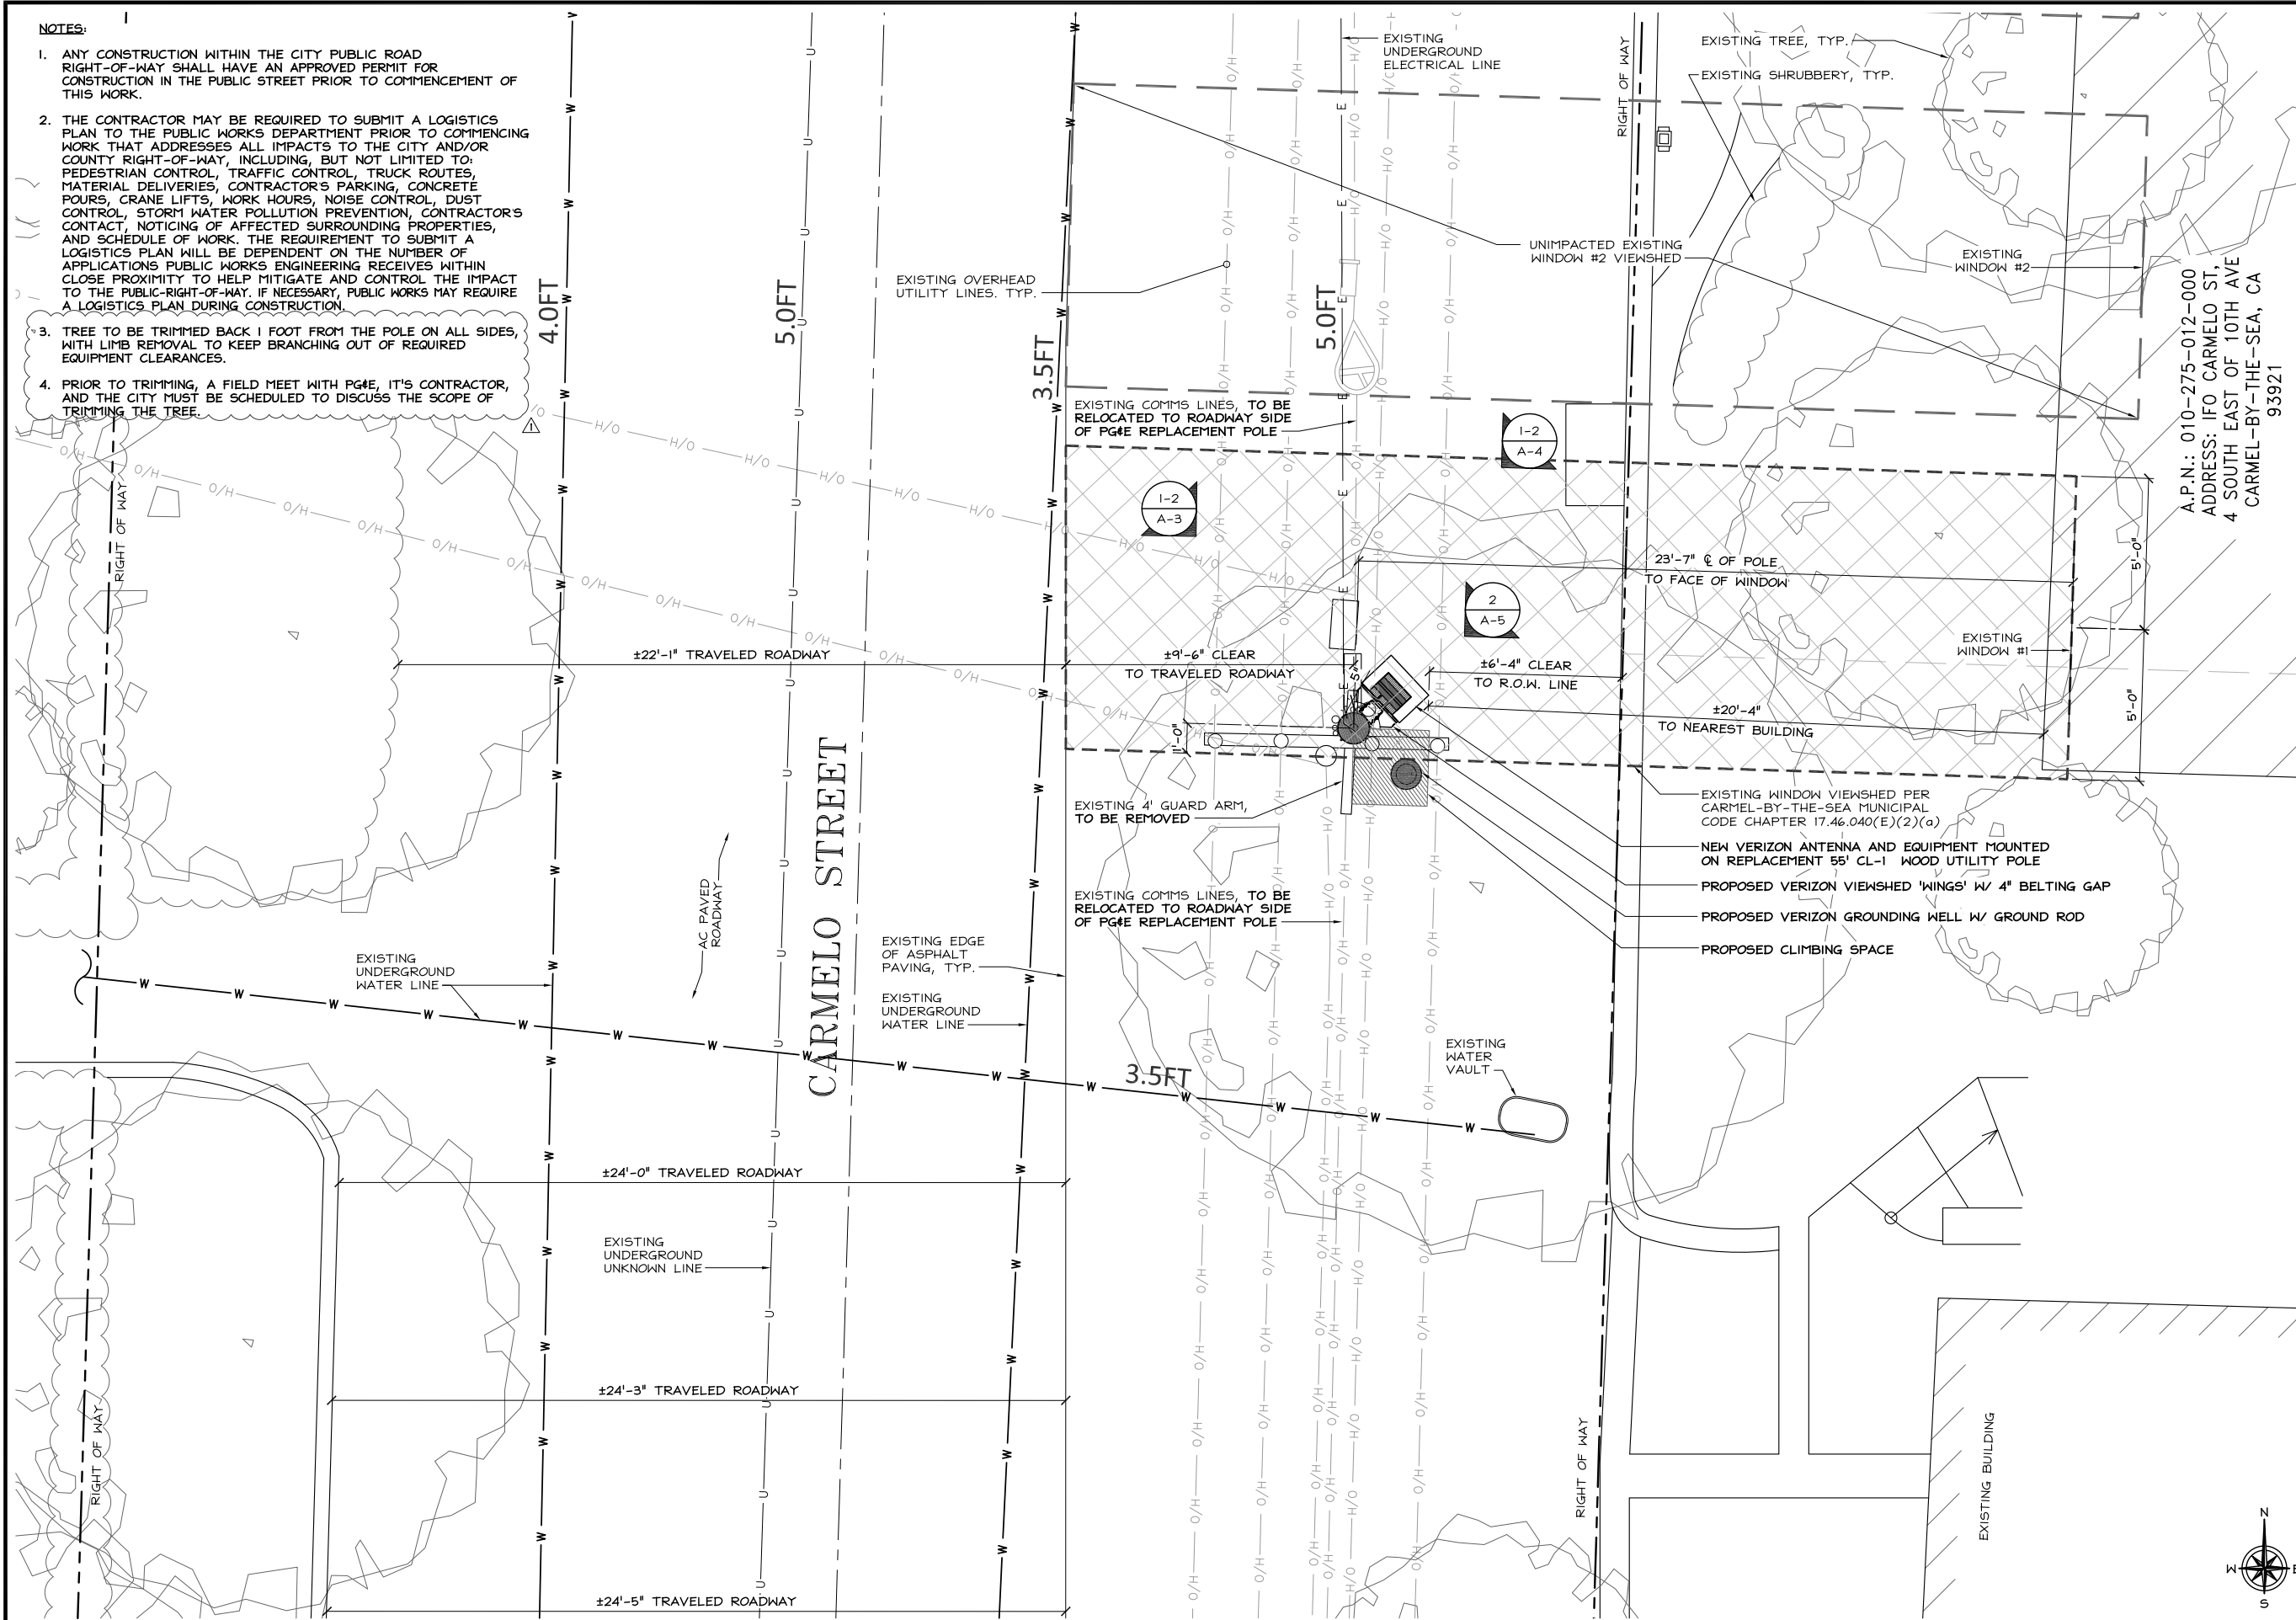 NOTES:
1. ANY CONSTRUCTION WITHIN THE CITY PUBLIC ROAD
RIGHT-OF-WAY SHALL HAVE AN APPROVED PERMIT FOR
CONSTRUCTION IN THE PUBLIC STREET PRIOR TO COMMENCEMENT OF
THIS WORK.
2. THE CONTRACTOR MAY BE REQUIRED TO SUBMIT A LOGISTICS
PLAN TO THE PUBLIC WORKS DEPARTMENT PRIOR TO COMMENCING
WORK THAT ADDRESSES ALL IMPACTS TO THE CITY AND/OR
COUNTY RIGHT-OF-WAY, INCLUDING, BUT NOT LIMITED TO:
PEDESTRIAN CONTROL, TRAFFIC CONTROL, TRUCK ROUTES,
MATERIAL DELIVERIES, CONTRACTOR'S PARKING, CONCRETE
POURS, CRANE LIFTS, WORK HOURS, NOISE CONTROL, DUST
CONTROL, STORM WATER POLLUTION PREVENTION, CONTRACTOR'S
CONTACT, NOTICING OF AFFECTED SURROUNDING PROPERTIES,
AND SCHEDULE OF WORK. THE REQUIREMENT TO SUBMIT A
LOGISTICS PLAN WILL BE DEPENDENT ON THE NUMBER OF
APPLICATIONS PUBLIC WORKS ENGINEERING RECEIVES WITHIN
CLOSE PROXIMITY TO HELP MITIGATE AND CONTROL THE IMPACT
TO THE PUBLIC-RIGHT-OF-WAY. IF NECESSARY, PUBLIC WORKS MAY REQUIRE
A LOGISTICS PLAN DURING CONSTRUCTION.
3. TREE TO BE TRIMMED BACK 1 FOOT FROM THE POLE ON ALL SIDES,
WITH LIMB REMOVAL TO KEEP BRANCHING OUT OF REQUIRED
EQUIPMENT CLEARANCES.
4. PRIOR TO TRIMMING, A FIELD MEET WITH PG&E, IT'S CONTRACTOR,
AND THE CITY MUST BE SCHEDULED TO DISCUSS THE SCOPE OF
TRIMMING THE TREE.
1
4.0FT
5.0FT
3.5FT
5.0FT
EXISTING
UNDERGROUND
ELECTRICAL LINE
RIGHT OF WAY
EXISTING TREE, TYP.
EXISTING SHRUBBERY, TYP.
UNIMPACTED EXISTING
WINDOW #2 VIEWSHED
EXISTING
WINDOW #2
EXISTING OVERHEAD
UTILITY LINES. TYP.
A.P.N.: 010-275-012-000
ADDRESS: IFO CARMELO ST,
4 SOUTH EAST OF 10TH AVE
CARMEL-BY-THE-SEA, CA
93921
EXISTING COMMS LINES, TO BE
RELOCATED TO ROADWAY SIDE
OF PG&E REPLACEMENT POLE
1-2
A-4
1-2
A-3
2
A-5
RIGHT OF WAY
23'-7" ℄ OF POLE
TO FACE OF WINDOW
5'-0"
5'-0"
EXISTING
WINDOW #1
±22'-1" TRAVELED ROADWAY
±9'-6" CLEAR
TO TRAVELED ROADWAY
±6'-4" CLEAR
TO R.O.W. LINE
±20'-4"
TO NEAREST BUILDING
1'-0"
EXISTING 4' GUARD ARM,
TO BE REMOVED
EXISTING WINDOW VIEWSHED PER
CARMEL-BY-THE-SEA MUNICIPAL
CODE CHAPTER 17.46.040(E)(2)(a)
NEW VERIZON ANTENNA AND EQUIPMENT MOUNTED
ON REPLACEMENT 55' CL-1 WOOD UTILITY POLE
PROPOSED VERIZON VIEWSHED 'WINGS' W/ 4" BELTING GAP
PROPOSED VERIZON GROUNDING WELL W/ GROUND ROD
PROPOSED CLIMBING SPACE
EXISTING COMMS LINES, TO BE
RELOCATED TO ROADWAY SIDE
OF PG&E REPLACEMENT POLE
AC PAVED
ROADWAY
CARMELO STREET
EXISTING EDGE
OF ASPHALT
PAVING, TYP.
EXISTING
UNDERGROUND
WATER LINE
EXISTING
UNDERGROUND
WATER LINE
3.5FT
EXISTING
WATER
VAULT
±24'-0" TRAVELED ROADWAY
EXISTING
UNDERGROUND
UNKNOWN LINE
±24'-3" TRAVELED ROADWAY
RIGHT OF WAY
RIGHT OF WAY
EXISTING BUILDING
±24'-5" TRAVELED ROADWAY
N
W E
S